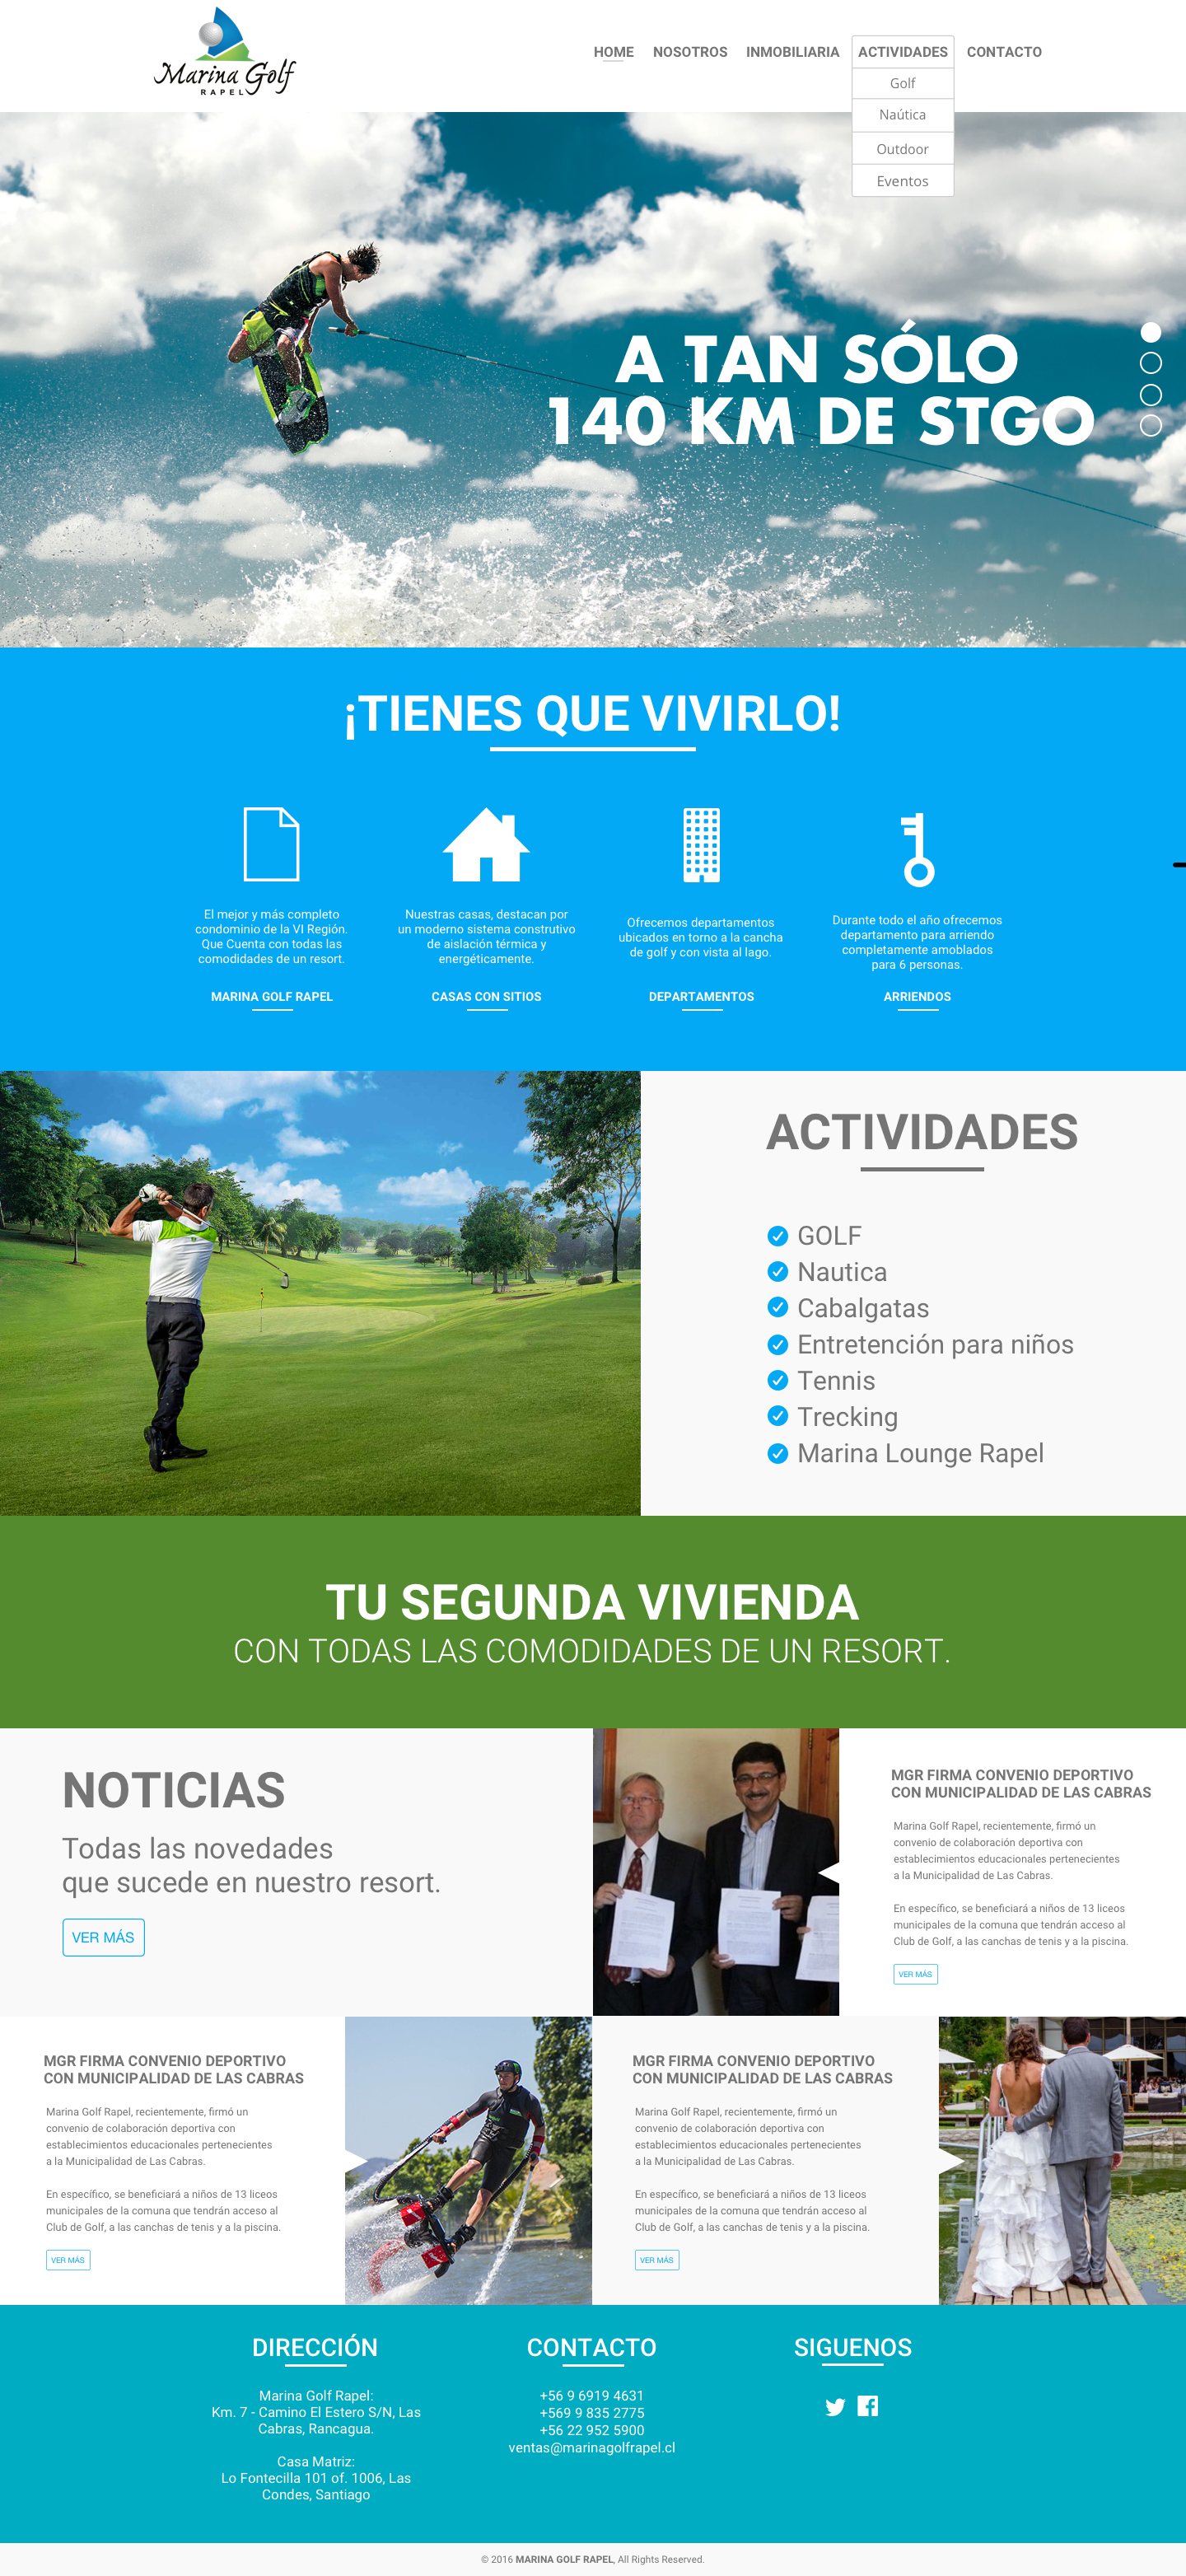 Marina Golf
RAPEL
HOME NOSOTROS INMOBILIARIA ACTIVIDADES CONTACTO
Golf
Naútica
Outdoor
Eventos
A TAN SÓLO
140 KM DE STGO
¡TIENES QUE VIVIRLO!
El mejor y más completo
condominio de la VI Región.
Que Cuenta con todas las
comodidades de un resort.
MARINA GOLF RAPEL
Nuestras casas, destacan por
un moderno sistema construtivo
de aislación térmica y
energéticamente.
CASAS CON SITIOS
Ofrecemos departamentos
ubicados en torno a la cancha
de golf y con vista al lago.
DEPARTAMENTOS
Durante todo el año ofrecemos
departamento para arriendo
completamente amoblados
para 6 personas.
ARRIENDOS
ACTIVIDADES
GOLF
Nautica
Cabalgatas
Entretención para niños
Tennis
Trecking
Marina Lounge Rapel
TU SEGUNDA VIVIENDA
CON TODAS LAS COMODIDADES DE UN RESORT.
NOTICIAS
Todas las novedades
que sucede en nuestro resort.
VER MÁS
MGR FIRMA CONVENIO DEPORTIVO
CON MUNICIPALIDAD DE LAS CABRAS
Marina Golf Rapel, recientemente, firmó un
convenio de colaboración deportiva con
establecimientos educacionales pertenecientes
a la Municipalidad de Las Cabras.
En específico, se beneficiará a niños de 13 liceos
municipales de la comuna que tendrán acceso al
Club de Golf, a las canchas de tenis y a la piscina.
VER MÁS
MGR FIRMA CONVENIO DEPORTIVO
CON MUNICIPALIDAD DE LAS CABRAS
Marina Golf Rapel, recientemente, firmó un
convenio de colaboración deportiva con
establecimientos educacionales pertenecientes
a la Municipalidad de Las Cabras.
En específico, se beneficiará a niños de 13 liceos
municipales de la comuna que tendrán acceso al
Club de Golf, a las canchas de tenis y a la piscina.
VER MÁS
MGR FIRMA CONVENIO DEPORTIVO
CON MUNICIPALIDAD DE LAS CABRAS
Marina Golf Rapel, recientemente, firmó un
convenio de colaboración deportiva con
establecimientos educacionales pertenecientes
a la Municipalidad de Las Cabras.
En específico, se beneficiará a niños de 13 liceos
municipales de la comuna que tendrán acceso al
Club de Golf, a las canchas de tenis y a la piscina.
VER MÁS
DIRECCIÓN
Marina Golf Rapel:
Km. 7 - Camino El Estero S/N, Las
Cabras, Rancagua.
Casa Matriz:
Lo Fontecilla 101 of. 1006, Las
Condes, Santiago
CONTACTO
+56 9 6919 4631
+569 9 835 2775
+56 22 952 5900
ventas@marinagolfrapel.cl
SIGUENOS
© 2016 MARINA GOLF RAPEL, All Rights Reserved.